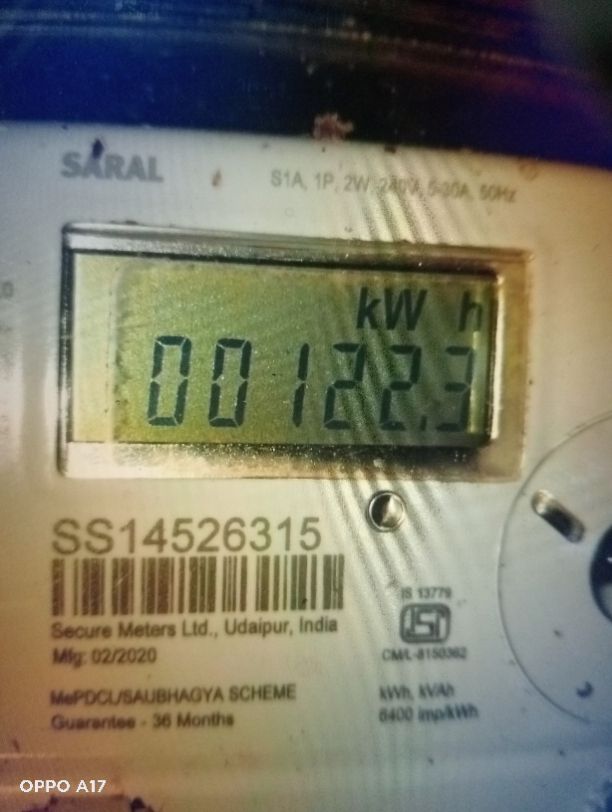 SARAL
S1A, 1P, 2W, 240V, 5-30A, 50Hz
kW h
00122.3
SS14526315
Secure Meters Ltd., Udaipur, India
Mfg: 02/2020
IS 13779
CM/L-8150362
MePDCL/SAUBHAGYA SCHEME
Guarantee - 36 Months
kWh, kVAh
6400 imp/kWh
OPPO A17